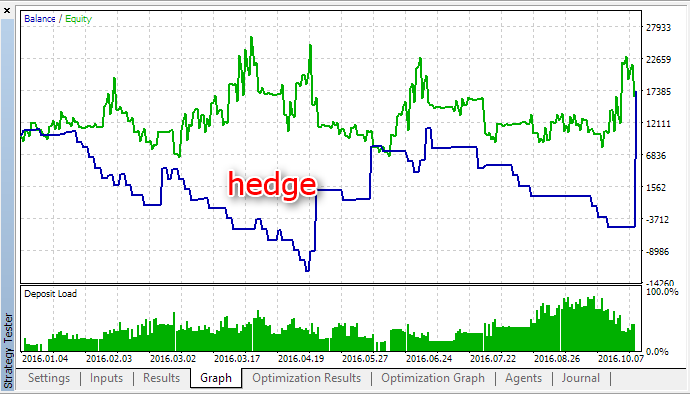 Balance / Equity
27933
22659
17385
12111
6836
1562
-3712
-8986
-14260
hedge
Deposit Load
100.0%
0.0%
2016.01.04 2016.02.03 2016.03.02 2016.03.17 2016.04.19 2016.05.27 2016.06.24 2016.07.22 2016.08.26 2016.10.07
Strategy Tester
Settings Inputs Results Graph Optimization Results Optimization Graph Agents Journal